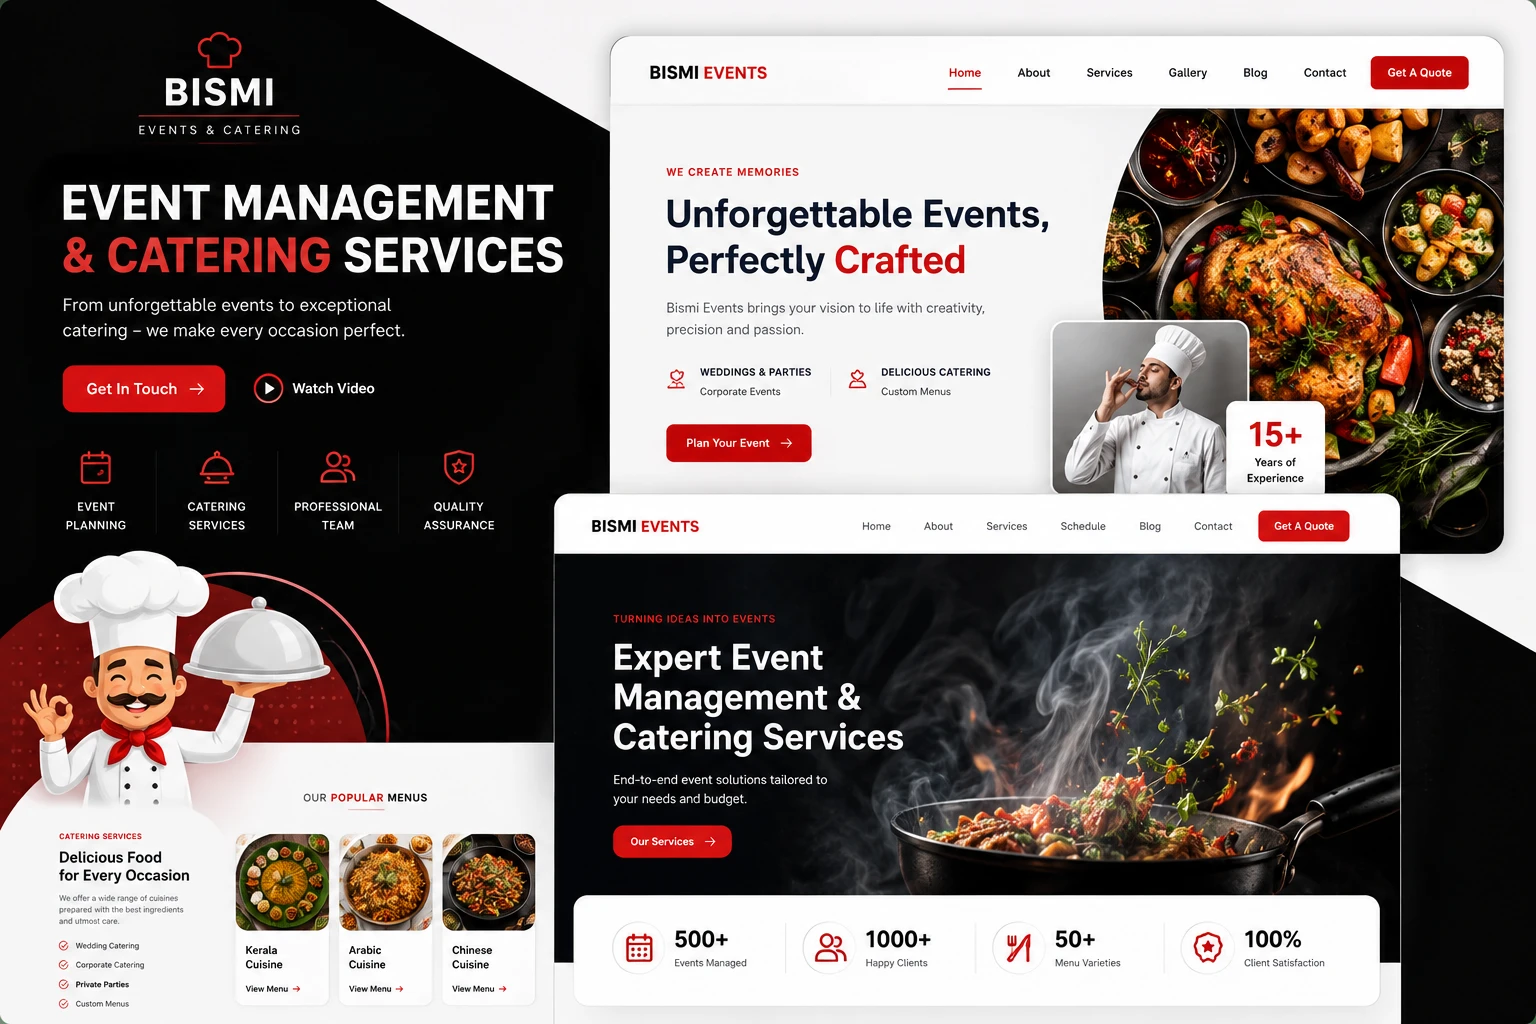 BISMI
EVENTS & CATERING
EVENT MANAGEMENT
& CATERING SERVICES
From unforgettable events to exceptional
catering – we make every occasion perfect.
Get In Touch →
Watch Video
EVENT
PLANNING
CATERING
SERVICES
PROFESSIONAL
TEAM
QUALITY
ASSURANCE
OUR POPULAR MENUS
CATERING SERVICES
Delicious Food
for Every Occasion
We offer a wide range of cuisines
prepared with the best ingredients
and utmost care.
Wedding Catering
Corporate Catering
Private Parties
Custom Menus
Kerala
Cuisine
View Menu →
Arabic
Cuisine
View Menu →
Chinese
Cuisine
View Menu →
BISMI EVENTS
Home About Services Gallery Blog Contact Get A Quote
WE CREATE MEMORIES
Unforgettable Events,
Perfectly Crafted
Bismi Events brings your vision to life with creativity,
precision and passion.
WEDDINGS & PARTIES
Corporate Events
DELICIOUS CATERING
Custom Menus
Plan Your Event →
15+
Years of
Experience
BISMI EVENTS
Home About Services Schedule Blog Contact Get A Quote
TURNING IDEAS INTO EVENTS
Expert Event
Management &
Catering Services
End-to-end event solutions tailored to
your needs and budget.
Our Services →
500+
Events Managed
1000+
Happy Clients
50+
Menu Varieties
100%
Client Satisfaction